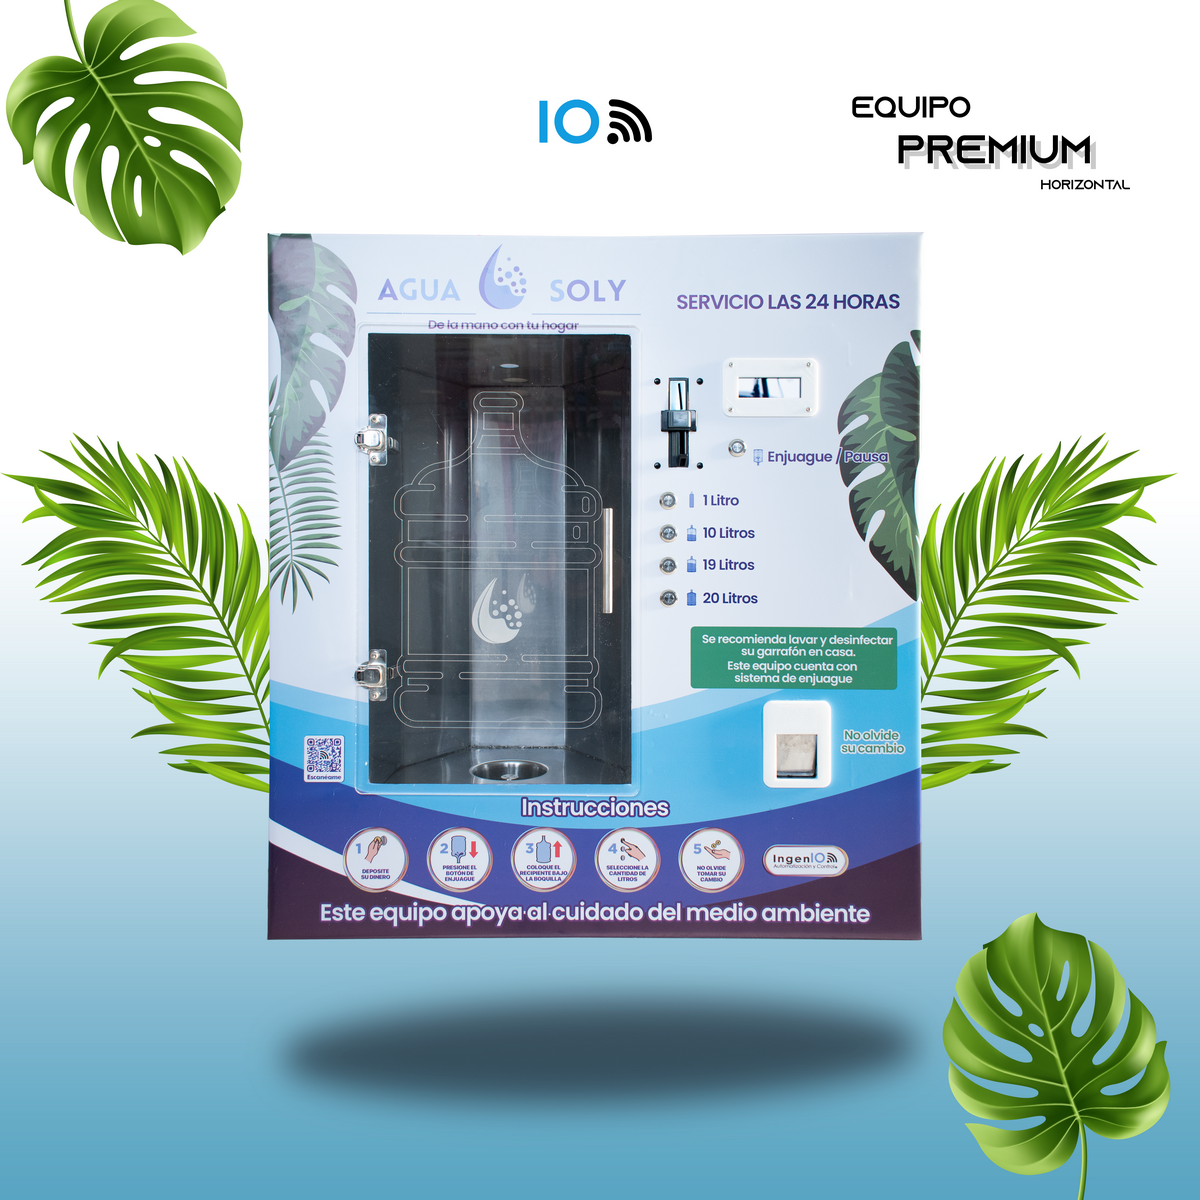 IO
EQUIPO
PREMIUM
HORIZONTAL
AGUA SOLY
De la mano con tu hogar
SERVICIO LAS 24 HORAS
Enjuague / Pausa
1 Litro
10 Litros
19 Litros
20 Litros
Se recomienda lavar y desinfectar
su garrafón en casa.
Este equipo cuenta con
sistema de enjuague
No olvide
su cambio
Escanéame
Instrucciones
1
DEPOSITE
SU DINERO
2
PRESIONE EL
BOTÓN DE
ENJUAGUE
3
COLOQUE EL
RECIPIENTE BAJO
LA BOQUILLA
4
SELECCIONE LA
CANTIDAD DE
LITROS
5
NO OLVIDE
TOMAR SU
CAMBIO
IngenIO
Automatización y Control
Este equipo apoya al cuidado del medio ambiente